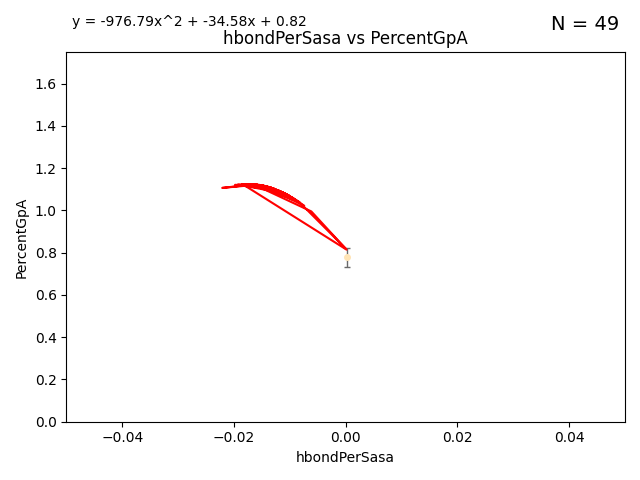 y = -976.79x^2 + -34.58x + 0.82
N = 49
hbondPerSasa vs PercentGpA
1.6
1.4
1.2
1.0
0.8
0.6
0.4
0.2
0.0
PercentGpA
−0.04 −0.02 0.00 0.02 0.04
hbondPerSasa